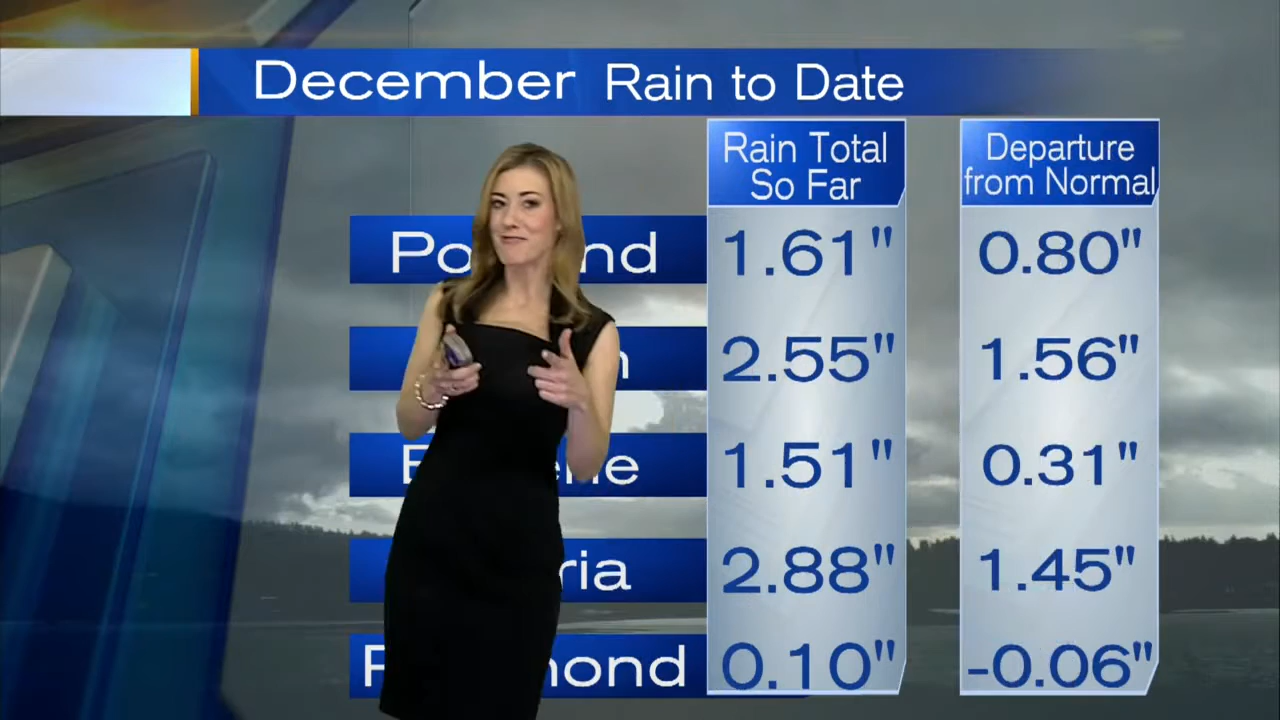 December Rain to Date
Rain Total
So Far
Departure
from Normal
1.61" 0.80"
2.55" 1.56"
1.51" 0.31"
2.88" 1.45"
0.10" -0.06"